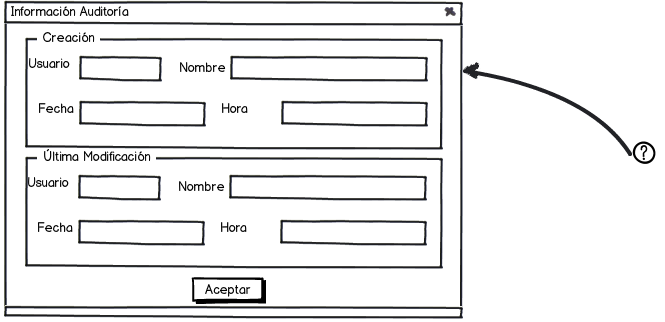 Información Auditoría
Creación
Usuario Nombre
Fecha Hora
Última Modificación
Usuario Nombre
Fecha Hora
Aceptar
?